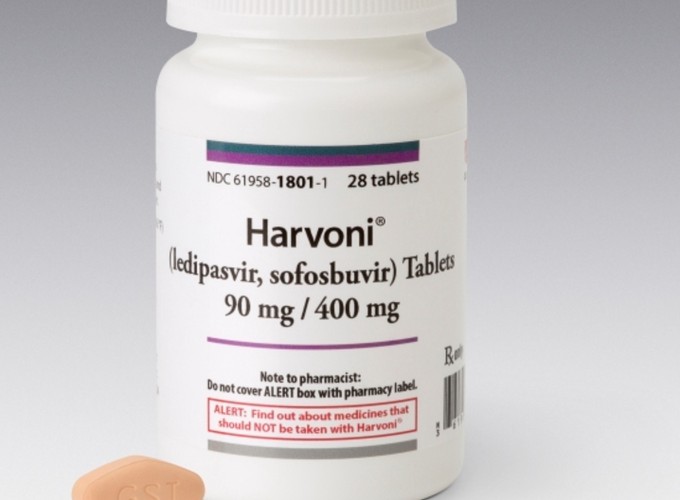 NDC 61958-1801-1 28 tablets
Harvoni®
(ledipasvir, sofosbuvir) Tablets
90 mg / 400 mg
Note to pharmacist:
Do not cover ALERT box with pharmacy label.
ALERT: Find out about medicines that
should NOT be taken with Harvoni®
Rx only
GSI